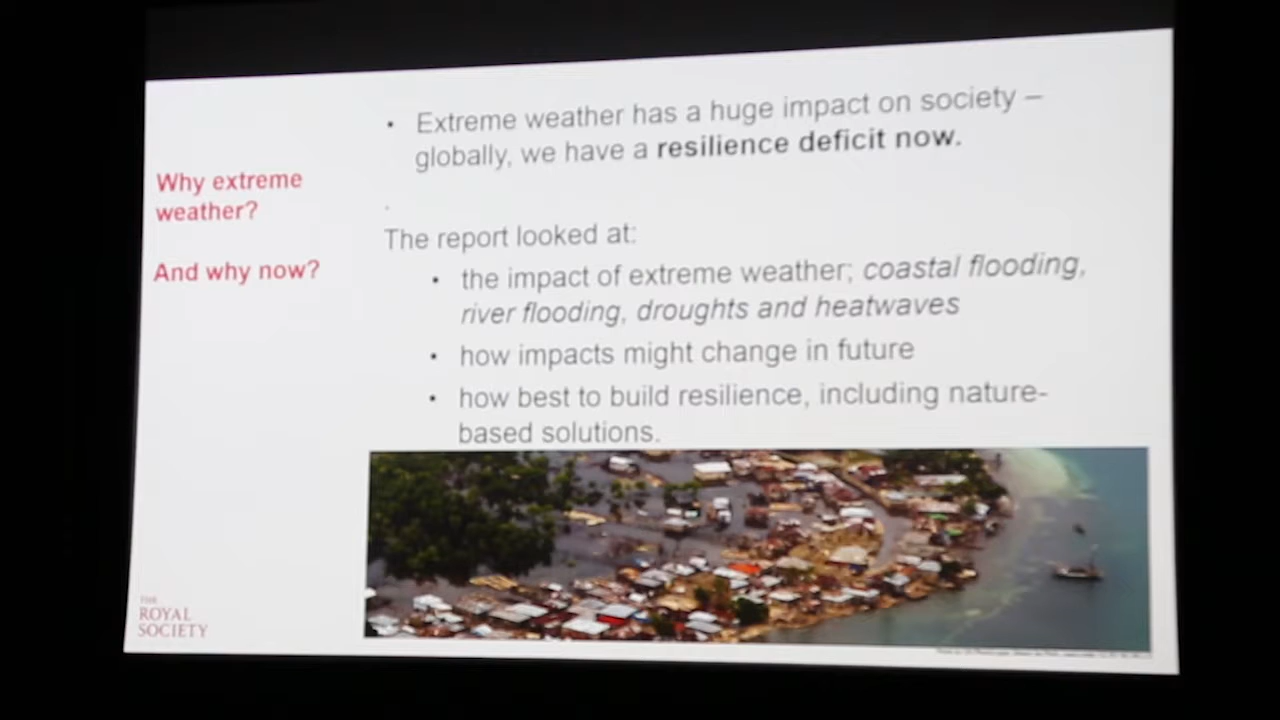 Why extreme
weather?
And why now?
• Extreme weather has a huge impact on society –
globally, we have a resilience deficit now.
The report looked at:
• the impact of extreme weather; coastal flooding,
river flooding, droughts and heatwaves
• how impacts might change in future
• how best to build resilience, including nature-
based solutions.
THE
ROYAL
SOCIETY